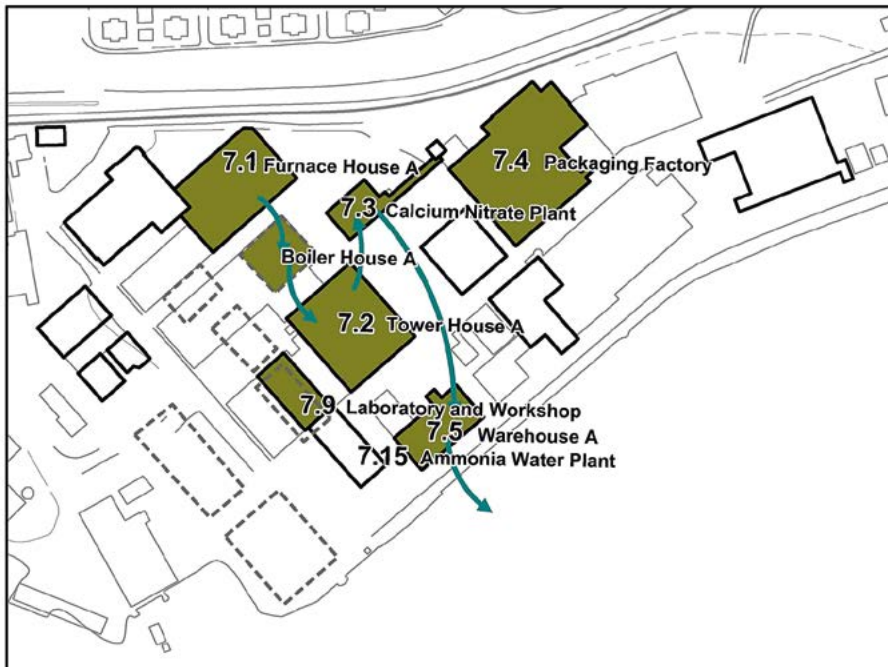 7.1 Furnace House A
7.4 Packaging Factory
7.3 Calcium Nitrate Plant
Boiler House A
7.2 Tower House A
7.9 Laboratory and Workshop
7.5 Warehouse A
7.15 Ammonia Water Plant